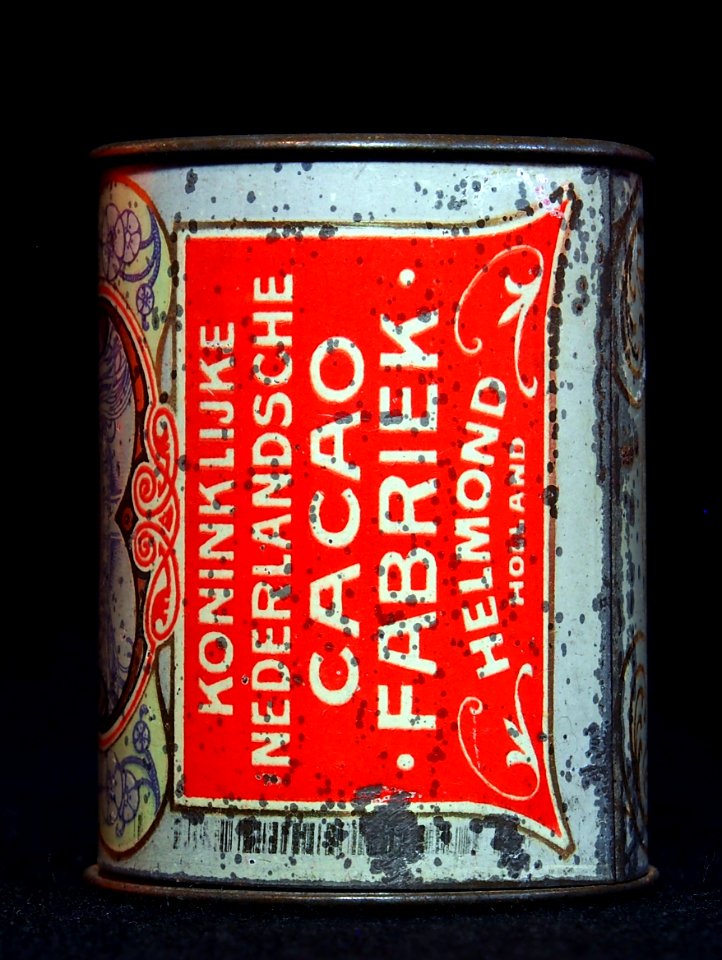 KONINKLIJKE
NEDERLANDSCHE
CACAO
·FABRIEK·
HELMOND
HOLLAND